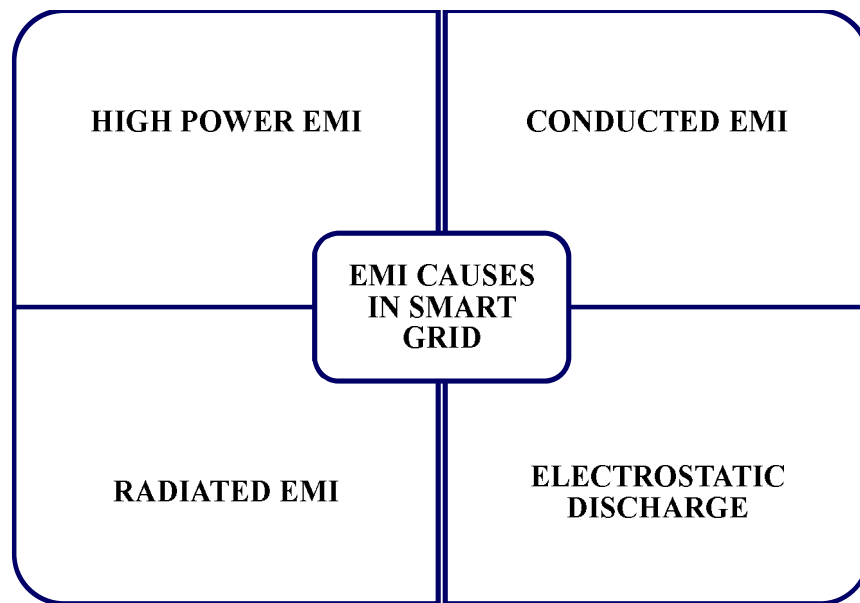 HIGH POWER EMI
CONDUCTED EMI
EMI CAUSES
IN SMART
GRID
RADIATED EMI
ELECTROSTATIC
DISCHARGE